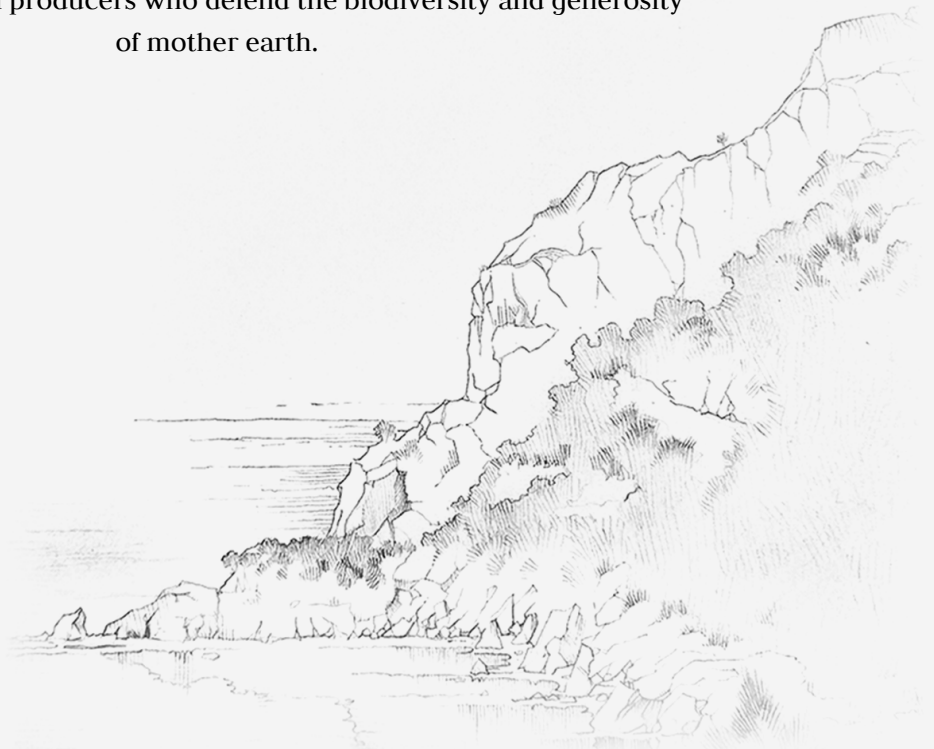 producers who defend the biodiversity and generosity
of mother earth.